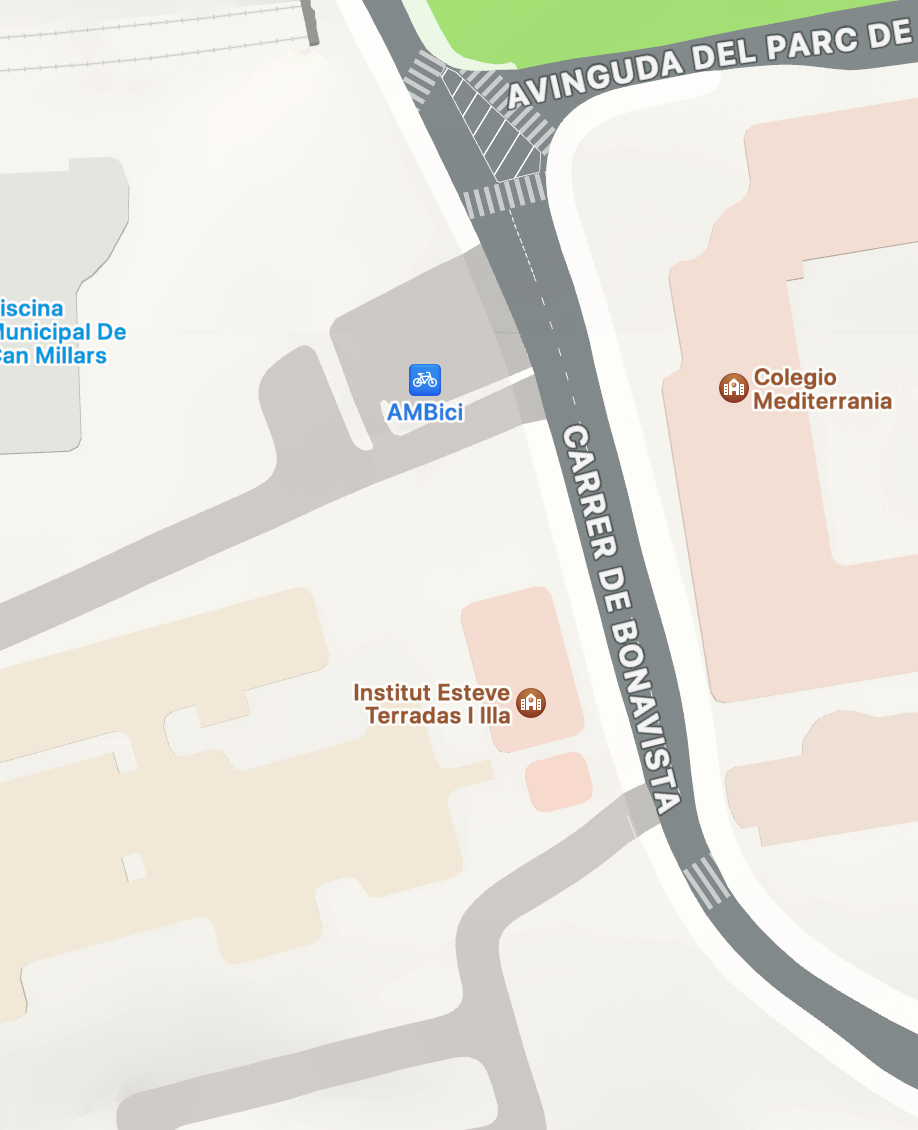 AVINGUDA DEL PARC DE
iscina
Municipal De
Can Millars
AMBici
Colegio
Mediterrania
CARRER DE BONAVISTA
Institut Esteve
Terradas I Illa